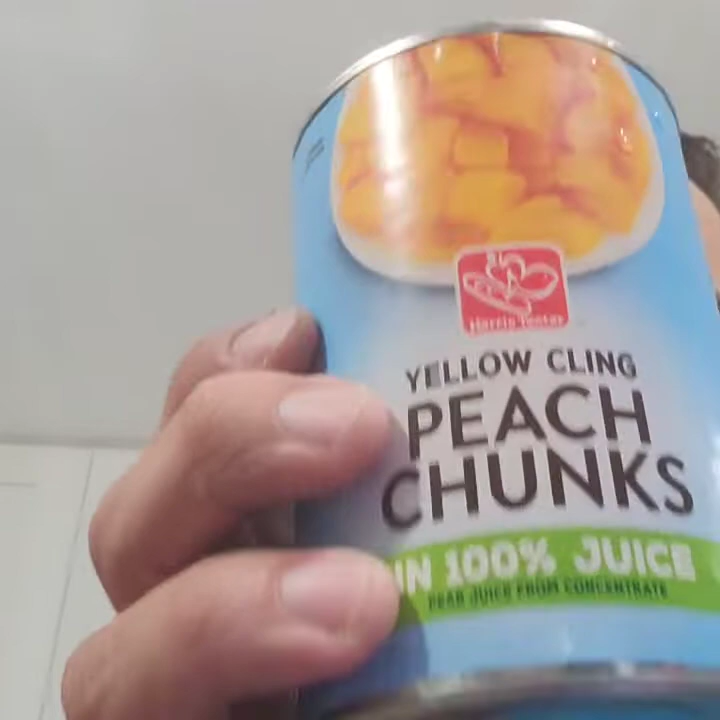 Harris Teeter
YELLOW CLING
PEACH
CHUNKS
IN 100% JUICE
PEAR JUICE FROM CONCENTRATE